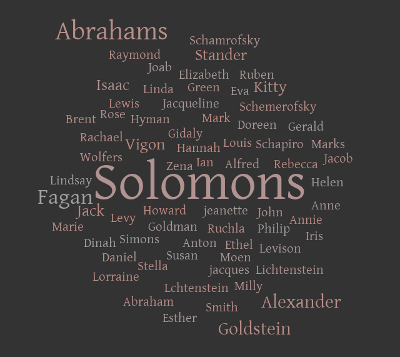 Abrahams
Schamrofsky
Raymond Stander
Joab Elizabeth Ruben
Isaac Linda Green Eva Kitty
Lewis Jacqueline Schemerofsky
Brent Rose Hyman Mark Doreen Gerald
Rachael Vigon Gidaly Hannah Louis Schapiro Marks
Wolfers Zena Ian Alfred Rebecca Jacob
Lindsay Solomons Helen
Fagan
Jack Levy Howard jeanette John Annie Anne
Marie Goldman Ruchla Philip Iris
Dinah Simons Anton Ethel Levison
Daniel Stella Susan Moen
Lorraine jacques Lichtenstein
Lchtenstein Milly
Abraham Smith Alexander
Esther Goldstein